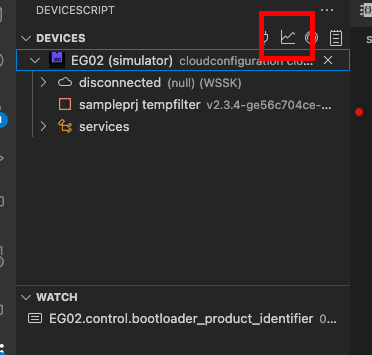 DEVICESCRIPT
DEVICES
EG02 (simulator) cloudconfiguration clo...
disconnected (null) (WSSK)
sampleprj tempfilter v2.3.4-ge56c704ce-...
services
WATCH
EG02.control.bootloader_product_identifier 0...